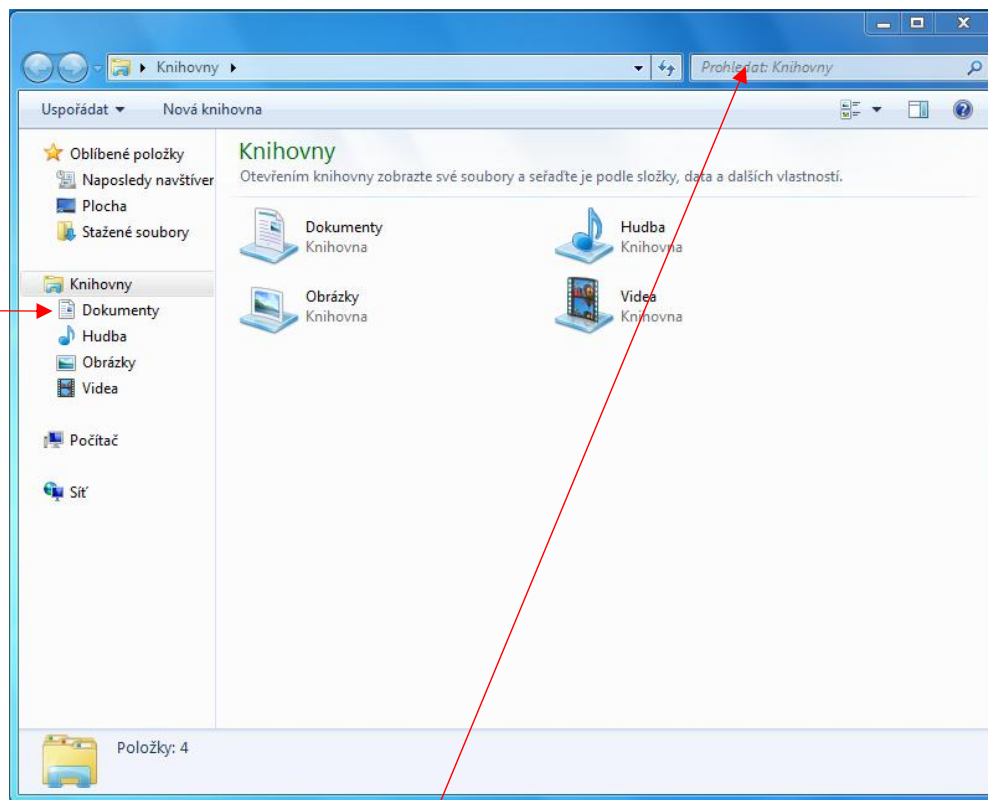 Knihovny
Prohledat: Knihovny
Uspořádat
Nová knihovna
Oblíbené položky
Naposledy navštíver
Plocha
Stažené soubory
Knihovny
Dokumenty
Hudba
Obrázky
Videa
Počítač
Síť
Knihovny
Otevřením knihovny zobrazte své soubory a seřaďte je podle složky, data a dalších vlastností.
Dokumenty
Knihovna
Hudba
Knihovna
Obrázky
Knihovna
Videa
Knihovna
Položky: 4